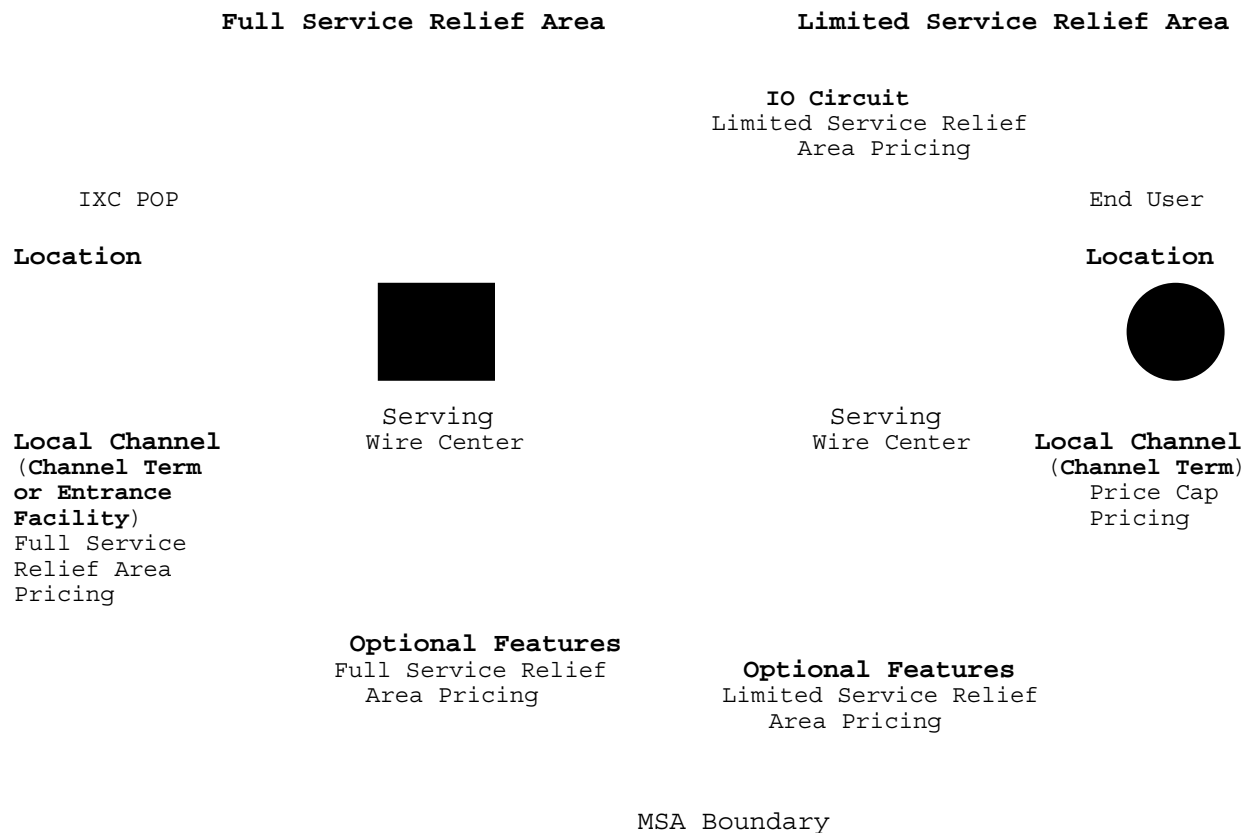 Full Service Relief Area
Limited Service Relief Area
IO Circuit
Limited Service Relief
Area Pricing
IXC POP
End User
Location
Location
Serving
Wire Center
Serving
Wire Center
Local Channel
(Channel Term
or Entrance
Facility)
Full Service
Relief Area
Pricing
Local Channel
(Channel Term)
Price Cap
Pricing
Optional Features
Full Service Relief
Area Pricing
Optional Features
Limited Service Relief
Area Pricing
MSA Boundary